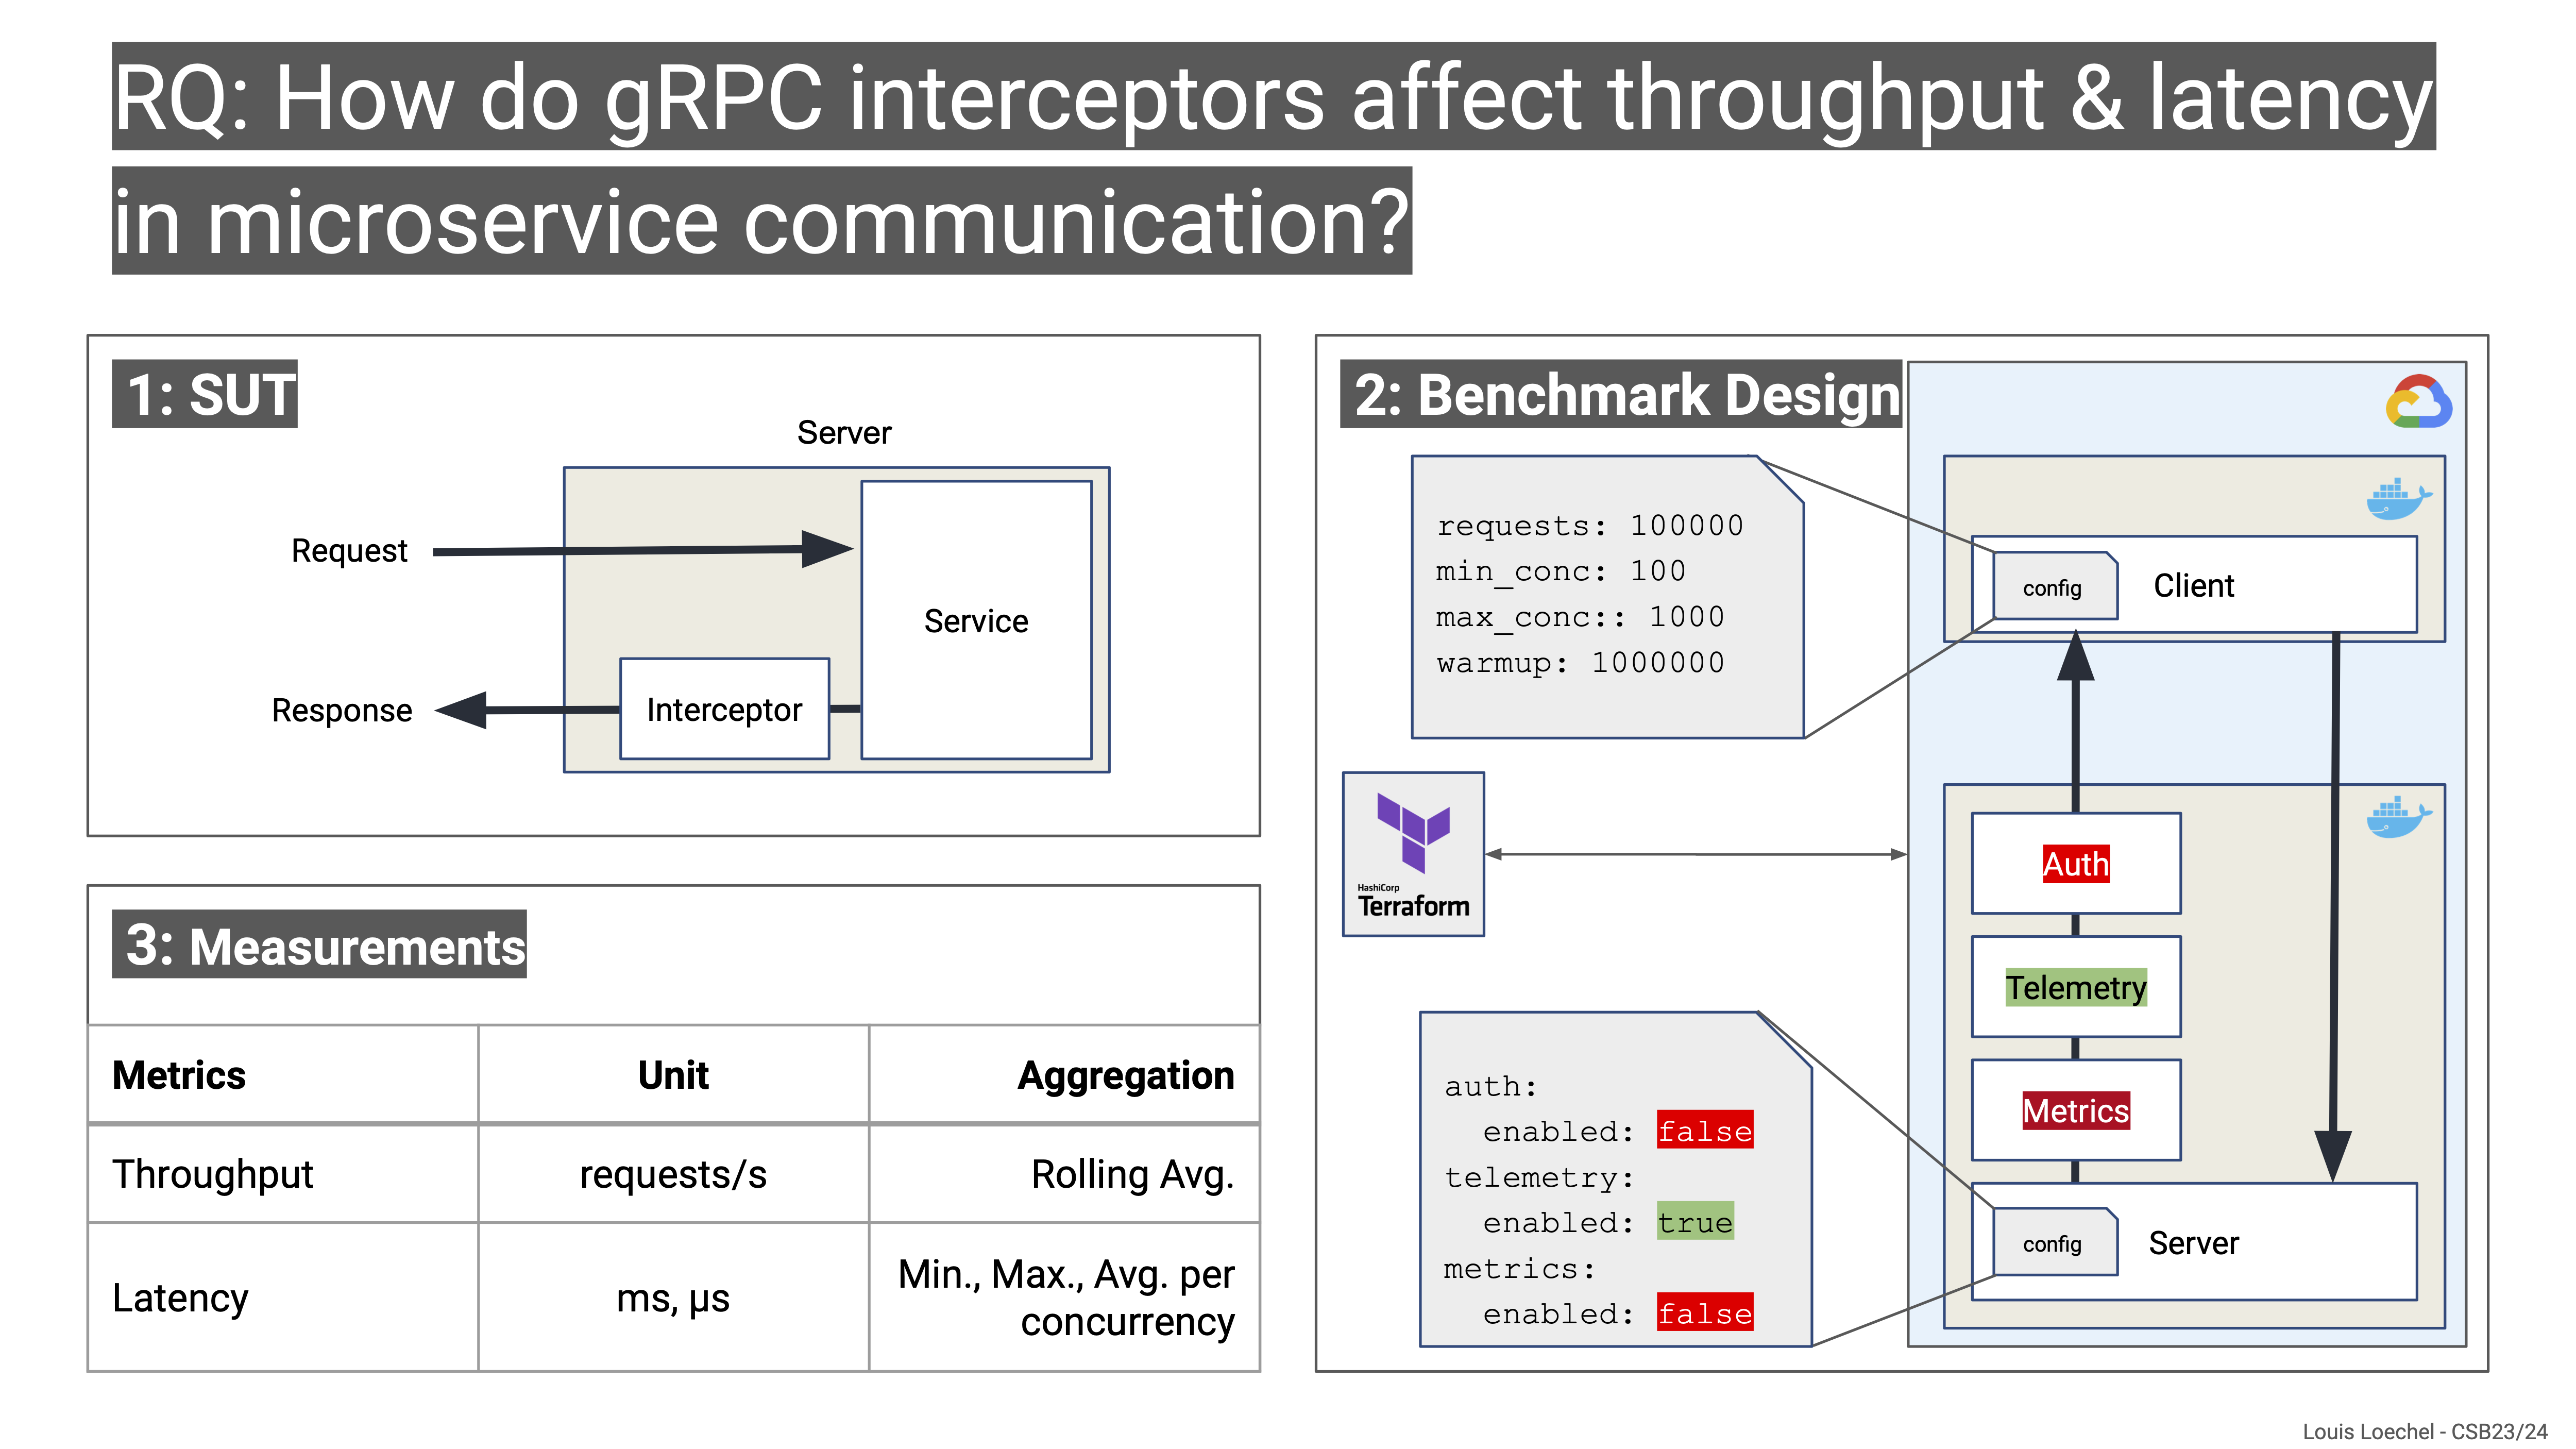 RQ: How do gRPC interceptors affect throughput & latency
in microservice communication?
1: SUT
Server
Request
Service
Interceptor
Response
2: Benchmark Design
requests: 100000
min_conc: 100
max_conc:: 1000
warmup: 1000000
config
Client
HashiCorp
Terraform
Auth
Telemetry
Metrics
auth:
enabled: false
telemetry:
enabled: true
metrics:
enabled: false
config
Server
3: Measurements
Metrics Unit Aggregation
Throughput requests/s Rolling Avg.
Latency ms, µs Min., Max., Avg. per
concurrency
Louis Loechel - CSB23/24